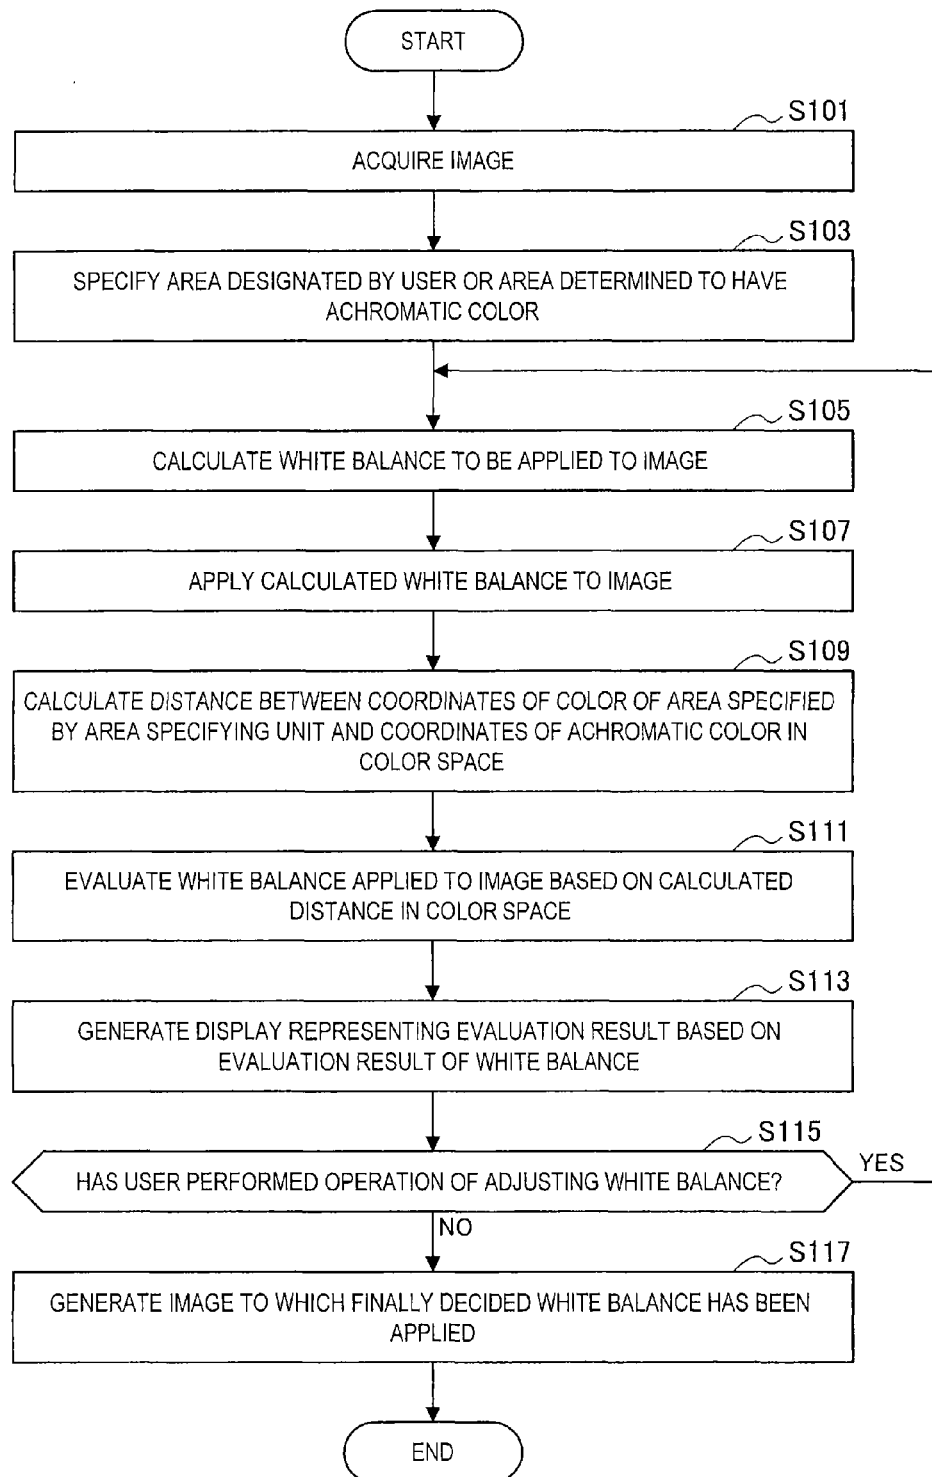 START
S101
ACQUIRE IMAGE
S103
SPECIFY AREA DESIGNATED BY USER OR AREA DETERMINED TO HAVE
ACHROMATIC COLOR
S105
CALCULATE WHITE BALANCE TO BE APPLIED TO IMAGE
S107
APPLY CALCULATED WHITE BALANCE TO IMAGE
S109
CALCULATE DISTANCE BETWEEN COORDINATES OF COLOR OF AREA SPECIFIED
BY AREA SPECIFYING UNIT AND COORDINATES OF ACHROMATIC COLOR IN
COLOR SPACE
S111
EVALUATE WHITE BALANCE APPLIED TO IMAGE BASED ON CALCULATED
DISTANCE IN COLOR SPACE
S113
GENERATE DISPLAY REPRESENTING EVALUATION RESULT BASED ON
EVALUATION RESULT OF WHITE BALANCE
S115
HAS USER PERFORMED OPERATION OF ADJUSTING WHITE BALANCE?
YES
NO
S117
GENERATE IMAGE TO WHICH FINALLY DECIDED WHITE BALANCE HAS BEEN
APPLIED
END